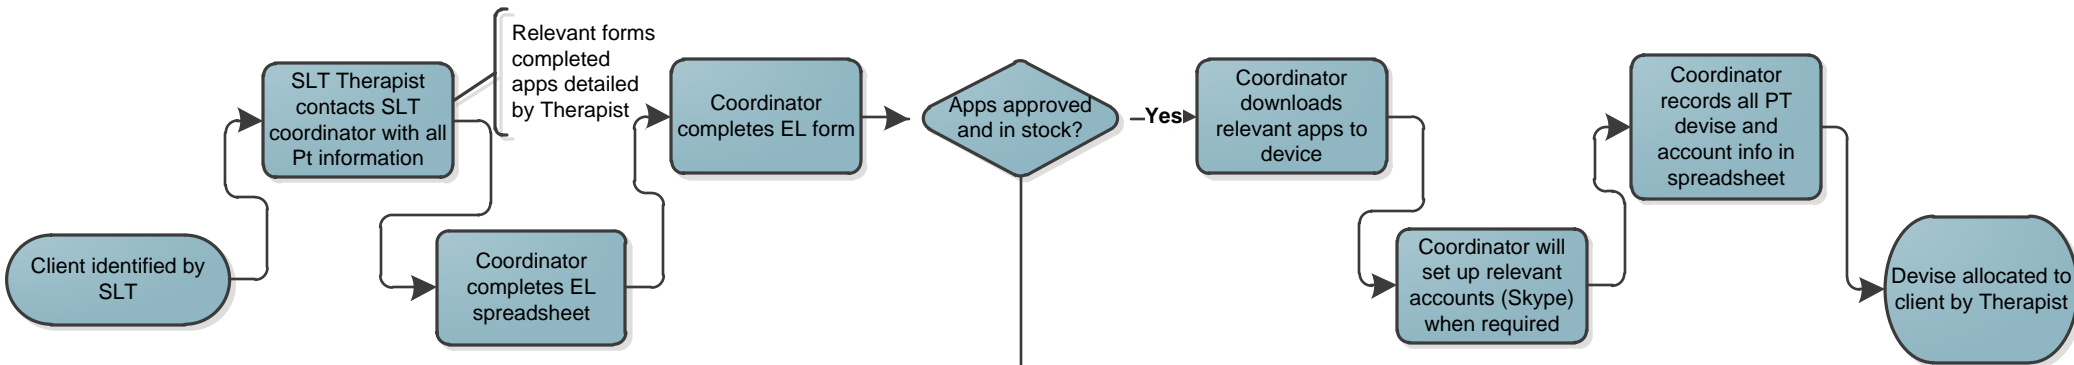 Client identified by
SLT
SLT Therapist
contacts SLT
coordinator with all
Pt information
Relevant forms
completed
apps detailed
by Therapist
Coordinator
completes EL
spreadsheet
Coordinator
completes EL form
Apps approved
and in stock?
Yes
Coordinator
downloads
relevant apps to
device
Coordinator will
set up relevant
accounts (Skype)
when required
Coordinator
records all PT
devise and
account info in
spreadsheet
Devise allocated to
client by Therapist